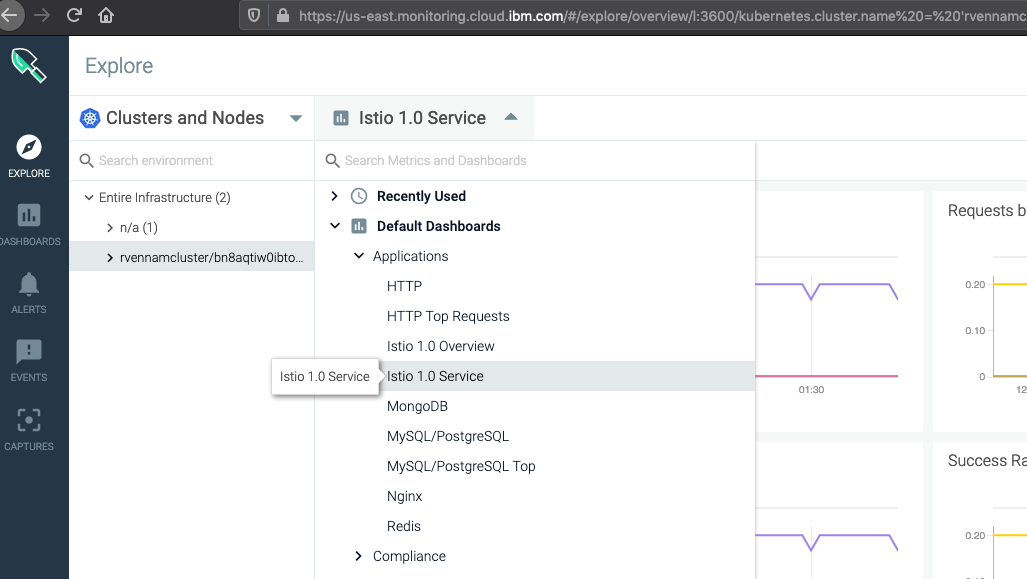 https://us-east.monitoring.cloud.ibm.com/#/explore/overview/l:3600/kubernetes.cluster.name%20=%20'rvennamc
Explore
Clusters and Nodes
Istio 1.0 Service
Search environment
Search Metrics and Dashboards
EXPLORE
DASHBOARDS
ALERTS
EVENTS
CAPTURES
Entire Infrastructure (2)
n/a (1)
rvennamcluster/bn8aqtiw0ibto...
Recently Used
Default Dashboards
Applications
HTTP
HTTP Top Requests
Istio 1.0 Overview
Istio 1.0 Service
Istio 1.0 Service
MongoDB
MySQL/PostgreSQL
MySQL/PostgreSQL Top
Nginx
Redis
Compliance
01:30
Requests b
0.20
0.10
0
12
Success Ra
0.20